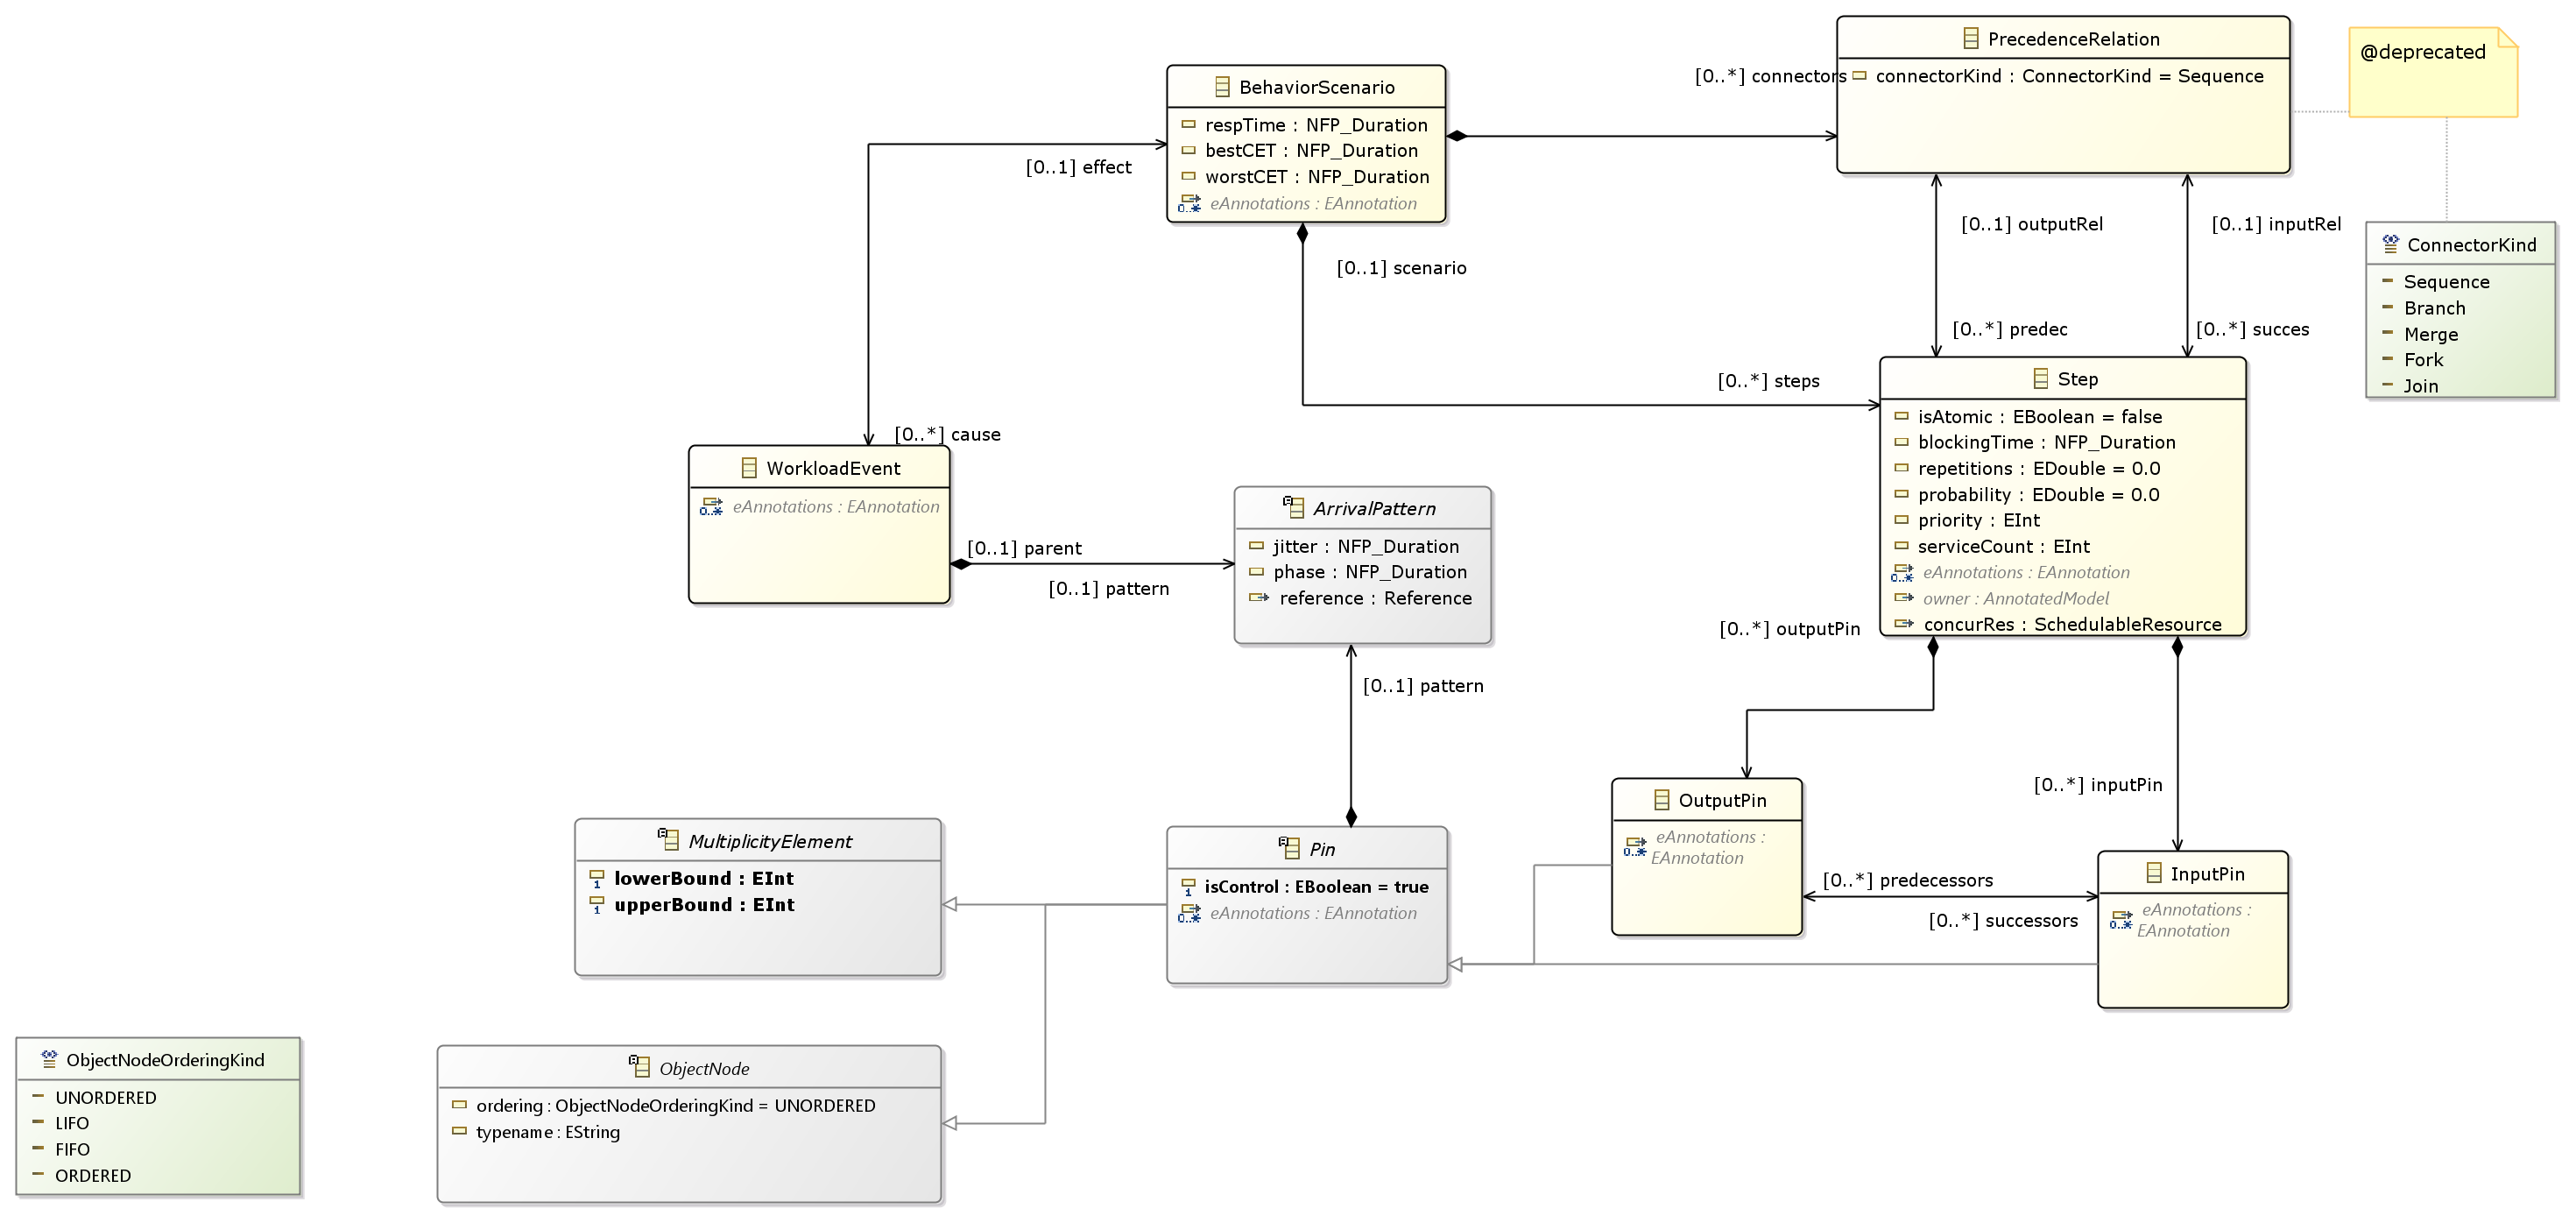 PrecedenceRelation
[0..*] connectors
connectorKind : ConnectorKind = Sequence
@deprecated
BehaviorScenario
respTime : NFP_Duration
bestCET : NFP_Duration
worstCET : NFP_Duration
eAnnotations : EAnnotation
[0..1] effect
[0..1] scenario
[0..1] outputRel
[0..1] inputRel
[0..*] predec
[0..*] succes
ConnectorKind
Sequence
Branch
Merge
Fork
Join
[0..*] steps
Step
isAtomic : EBoolean = false
blockingTime : NFP_Duration
repetitions : EDouble = 0.0
probability : EDouble = 0.0
priority : EInt
serviceCount : EInt
eAnnotations : EAnnotation
owner : AnnotatedModel
concurRes : SchedulableResource
[0..*] cause
WorkloadEvent
eAnnotations : EAnnotation
[0..1] parent
[0..1] pattern
ArrivalPattern
jitter : NFP_Duration
phase : NFP_Duration
reference : Reference
[0..1] pattern
[0..*] outputPin
[0..*] inputPin
OutputPin
eAnnotations :
EAnnotation
[0..*] predecessors
[0..*] successors
InputPin
eAnnotations :
EAnnotation
MultiplicityElement
lowerBound : EInt
upperBound : EInt
Pin
isControl : EBoolean = true
eAnnotations : EAnnotation
ObjectNode
ordering : ObjectNodeOrderingKind = UNORDERED
typename : EString
ObjectNodeOrderingKind
UNORDERED
LIFO
FIFO
ORDERED